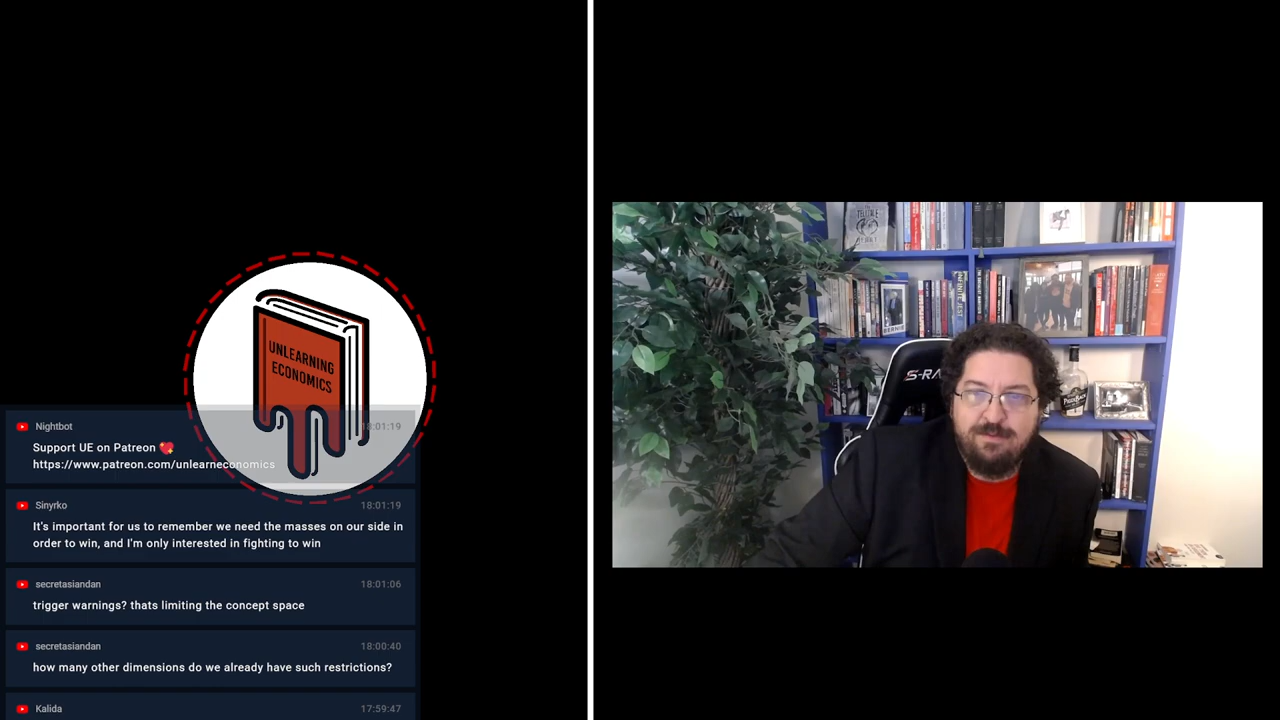 UNLEARNING
ECONOMICS
Nightbot 18:01:19
Support UE on Patreon 💖
https://www.patreon.com/unlearneconomics
Sinyrko 18:01:19
It's important for us to remember we need the masses on our side in
order to win, and I'm only interested in fighting to win
secretasiandan 18:01:06
trigger warnings? thats limiting the concept space
secretasiandan 18:00:40
how many other dimensions do we already have such restrictions?
Kalida 17:59:47
S-RA
BERNIE
INFINITE JEST